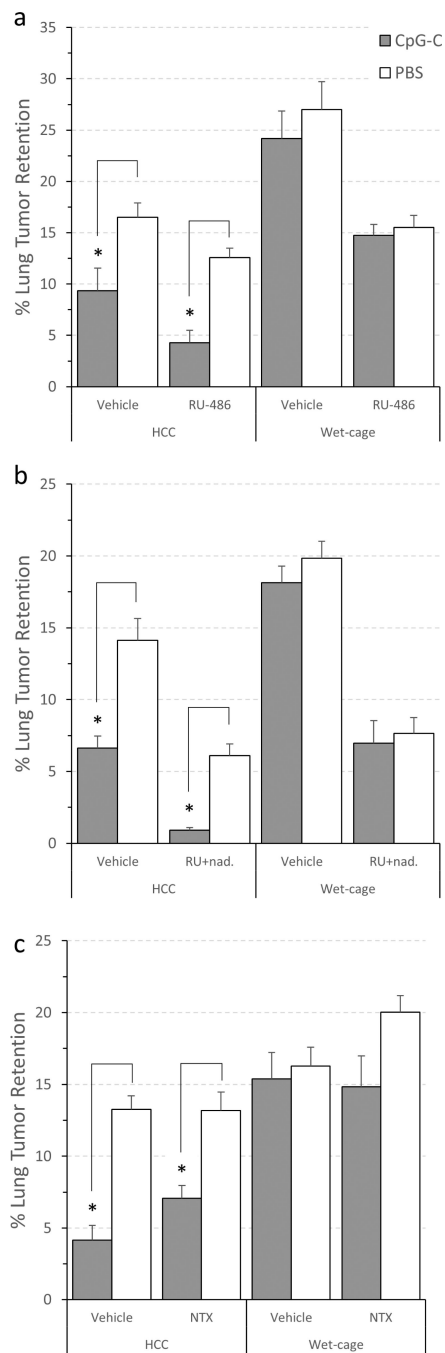 a
CpG-C
PBS
% Lung Tumor Retention
35
30
25
20
15
10
5
0
*
*
Vehicle RU-486 Vehicle RU-486
HCC Wet-cage
b
% Lung Tumor Retention
25
20
15
10
5
0
*
*
Vehicle RU+nad. Vehicle RU+nad.
HCC Wet-cage
c
% Lung Tumor Retention
25
20
15
10
5
0
*
*
Vehicle NTX Vehicle NTX
HCC Wet-cage